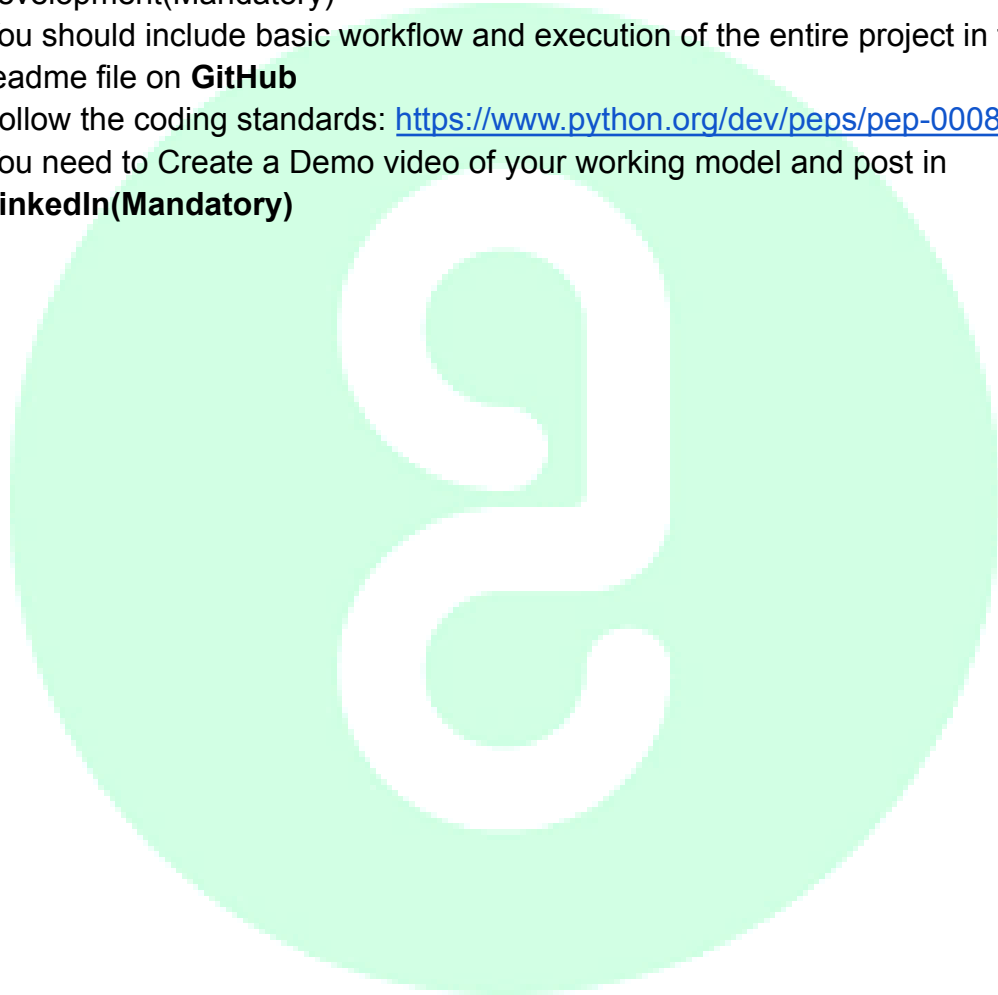 evelopment(Mandatory)
ou should include basic workflow and execution of the entire project in
eadme file on GitHub
ollow the coding standards: https://www.python.org/dev/peps/pep-0008
ou need to Create a Demo video of your working model and post in
inkedIn(Mandatory)